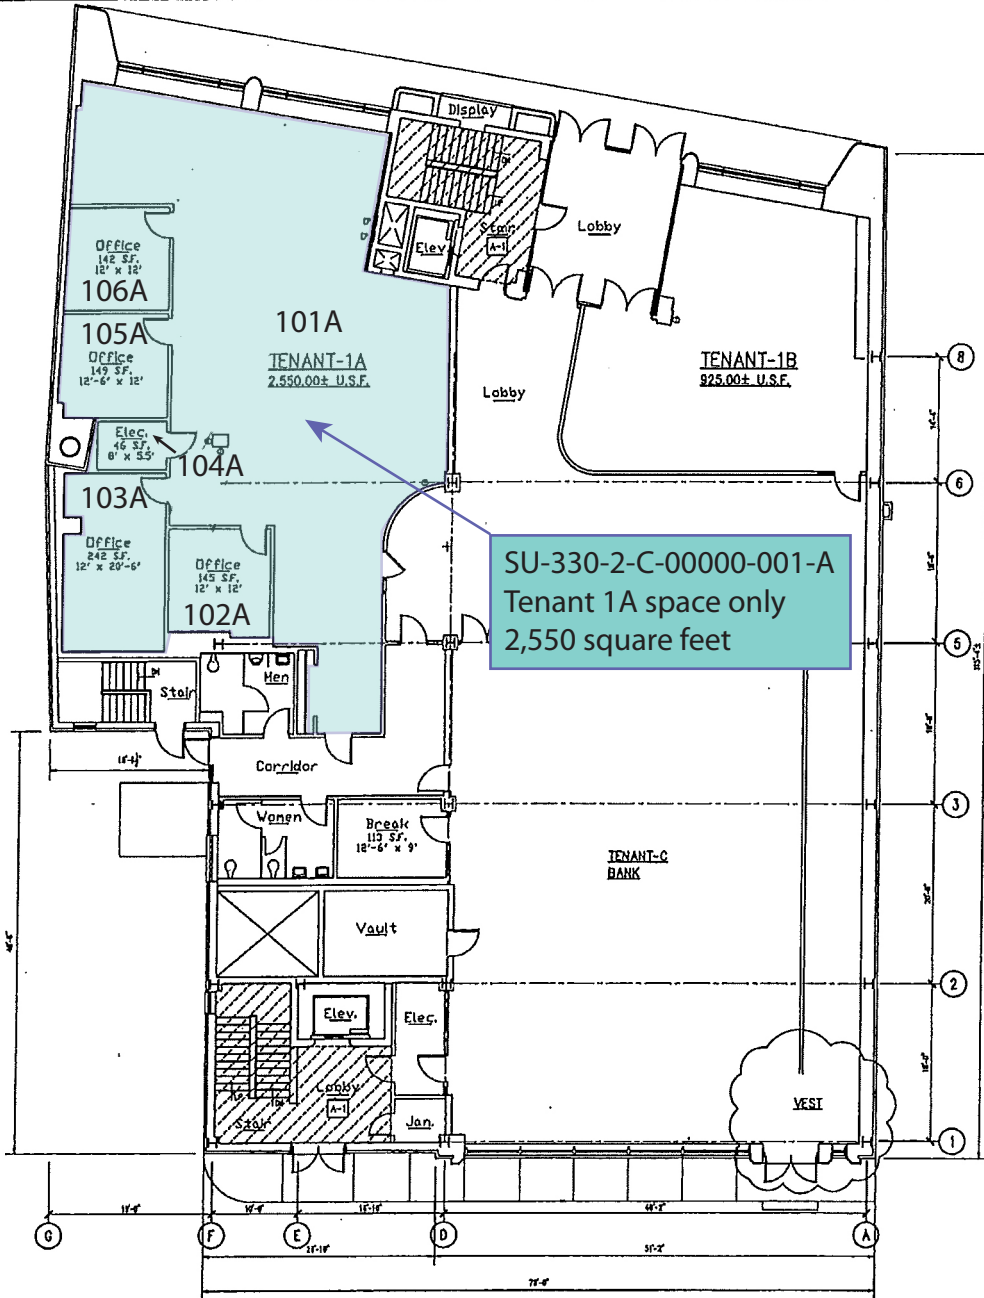 Display
Stair
A-1
Elev
Lobby
Office
142 S.F.
12' x 12'
106A
105A
Office
149 S.F.
12'-6" x 12'
101A
TENANT-1A
2,550.00± U.S.F.
TENANT-1B
925.00± U.S.F.
8
Lobby
Elec.
46 S.F.
8' x 5.5'
104A
103A
6
Office
242 S.F.
12' x 20'-6"
Office
145 S.F.
12' x 12'
102A
SU-330-2-C-00000-001-A
Tenant 1A space only
2,550 square feet
5
Men
Stair
Corridor
3
Women
Break
113 S.F.
12'-6" x 9'
TENANT-C
BANK
Vault
2
Elev.
Elec.
Lobby
A-1
Stair
Jan.
VEST
1
G
F
E
D
A